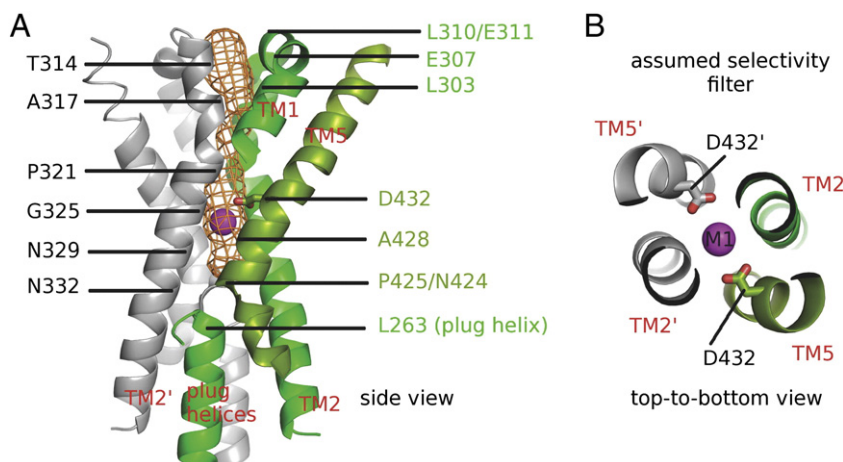 A
T314
A317
P321
G325
N329
N332
L310/E311
E307
L303
TM1
TM5
D432
A428
P425/N424
L263 (plug helix)
TM2'
plug
helices
TM2
side view
B
assumed selectivity
filter
TM5'
D432'
TM2
M1
TM2'
D432
TM5
top-to-bottom view